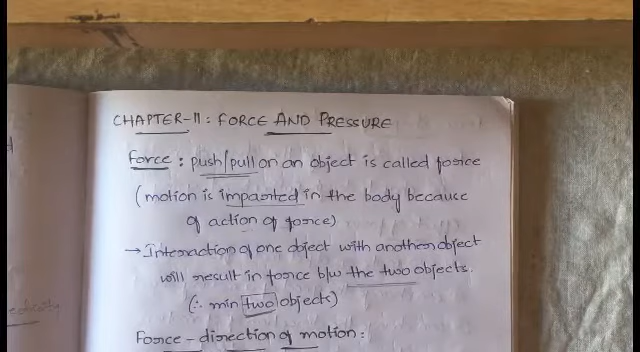 CHAPTER-11: FORCE AND PRESSURE
Force: push/pull on an object is called force
(motion is imparted in the body because
of action of force)
→ Interaction of one object with another object
will result in force b/w the two objects.
(∴ min two objects)
Force - direction of motion: